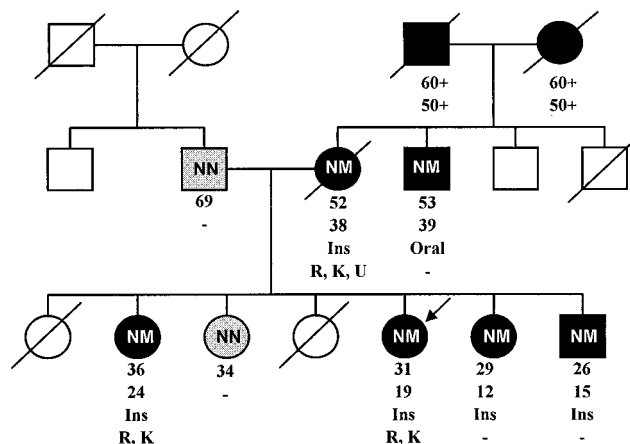 60+ 60+
50+ 50+
NN NM NM
69 52 53
- 38 39
Ins Oral
R, K, U -
NM NN NM NM NM
36 34 31 29 26
24 - 19 12 15
Ins Ins Ins Ins
R, K R, K - -